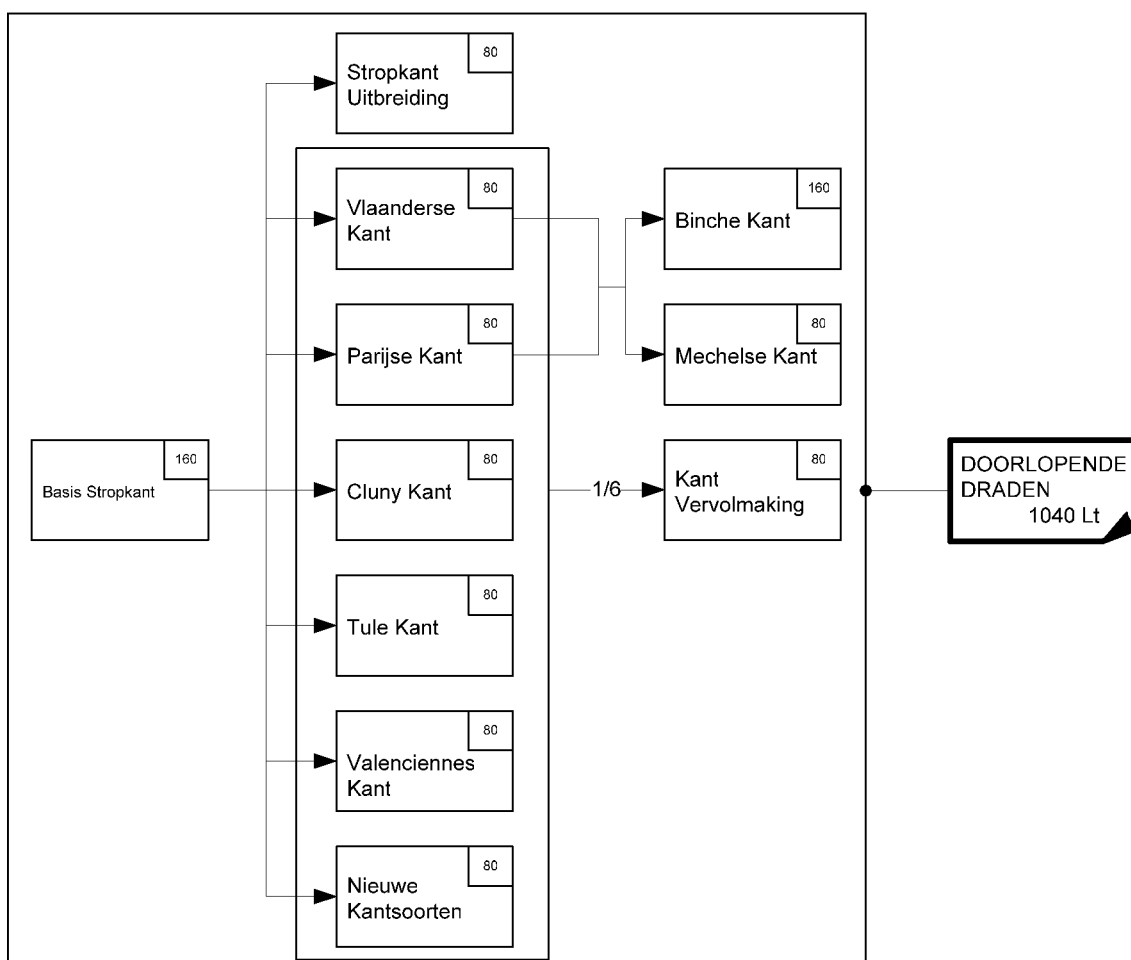 80
Stropkant
Uitbreiding
80
Vlaanderse
Kant
160
Binche Kant
80
Parijse Kant
80
Mechelse Kant
160
Basis Stropkant
80
Cluny Kant
1/6
80
Kant
Vervolmaking
DOORLOPENDE
DRADEN
1040 Lt
80
Tule Kant
80
Valenciennes
Kant
80
Nieuwe
Kantsoorten